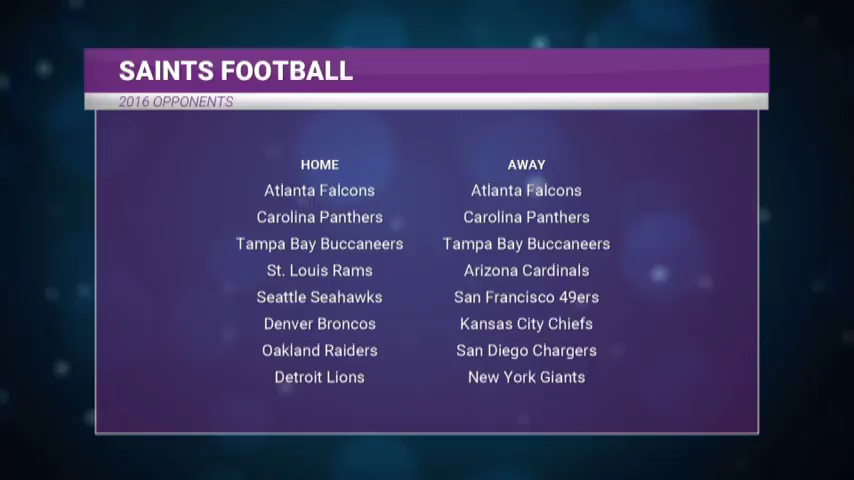 SAINTS FOOTBALL
2016 OPPONENTS
HOME AWAY
Atlanta Falcons Atlanta Falcons
Carolina Panthers Carolina Panthers
Tampa Bay Buccaneers Tampa Bay Buccaneers
St. Louis Rams Arizona Cardinals
Seattle Seahawks San Francisco 49ers
Denver Broncos Kansas City Chiefs
Oakland Raiders San Diego Chargers
Detroit Lions New York Giants